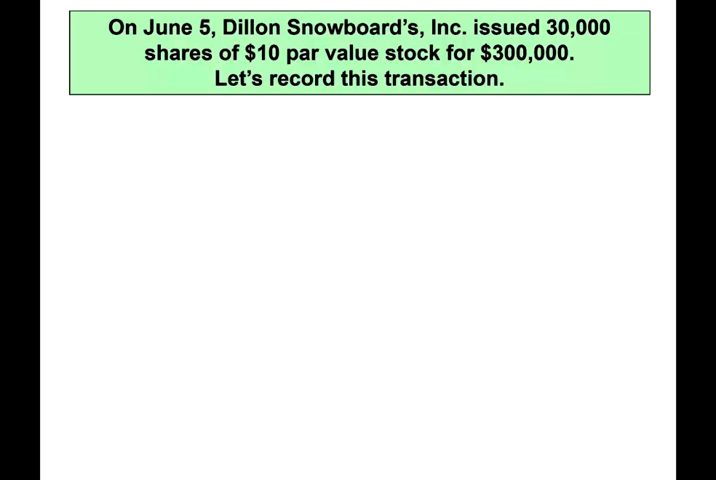 On June 5, Dillon Snowboard’s, Inc. issued 30,000
shares of $10 par value stock for $300,000.
Let’s record this transaction.